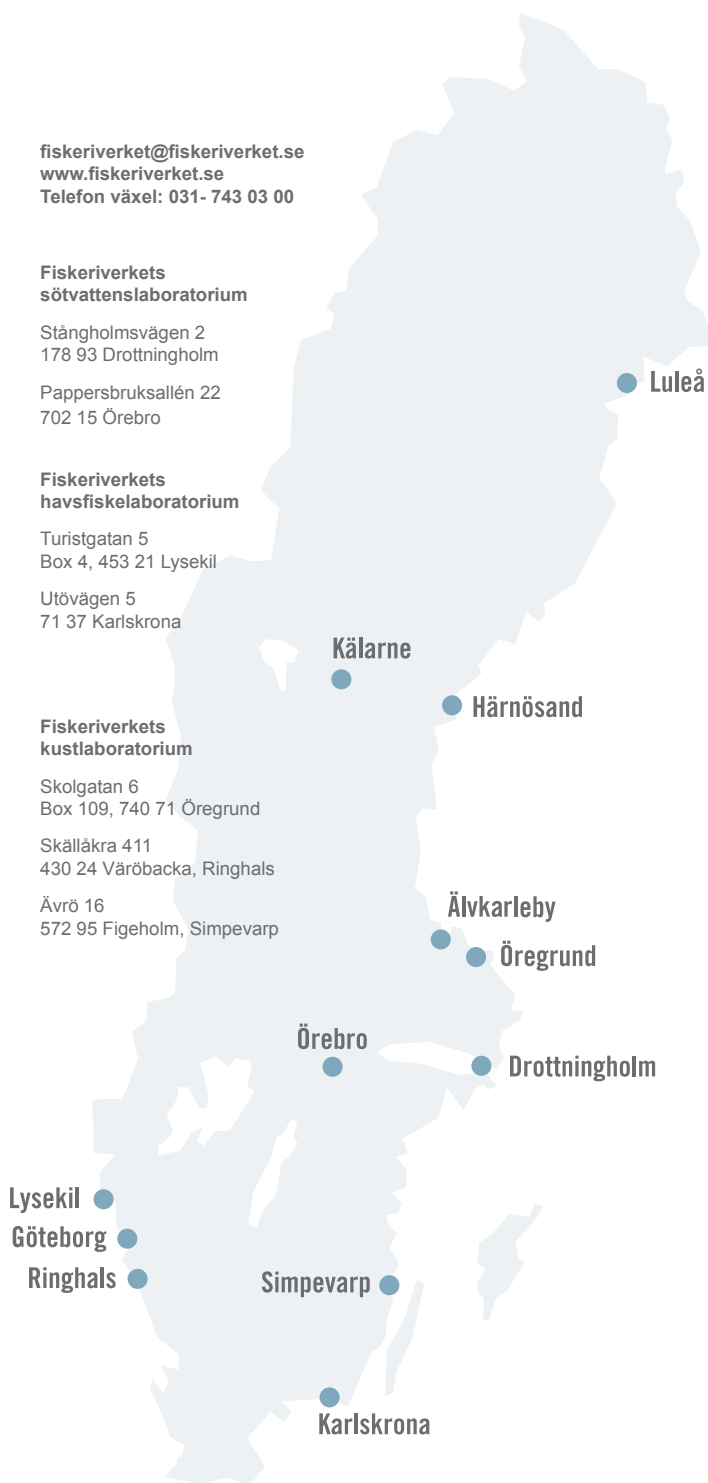 fiskeriverket@fiskeriverket.se
www.fiskeriverket.se
Telefon växel: 031- 743 03 00
Fiskeriverkets
sötvattenslaboratorium
Stångholmsvägen 2
178 93 Drottningholm
Pappersbruksallén 22
702 15 Örebro
Fiskeriverkets
havsfiskelaboratorium
Turistgatan 5
Box 4, 453 21 Lysekil
Utövägen 5
71 37 Karlskrona
Fiskeriverkets
kustlaboratorium
Skolgatan 6
Box 109, 740 71 Öregrund
Skällåkra 411
430 24 Väröbacka, Ringhals
Ävrö 16
572 95 Figeholm, Simpevarp
Luleå
Kälarne
Härnösand
Älvkarleby
Öregrund
Örebro
Drottningholm
Lysekil
Göteborg
Ringhals
Simpevarp
Karlskrona